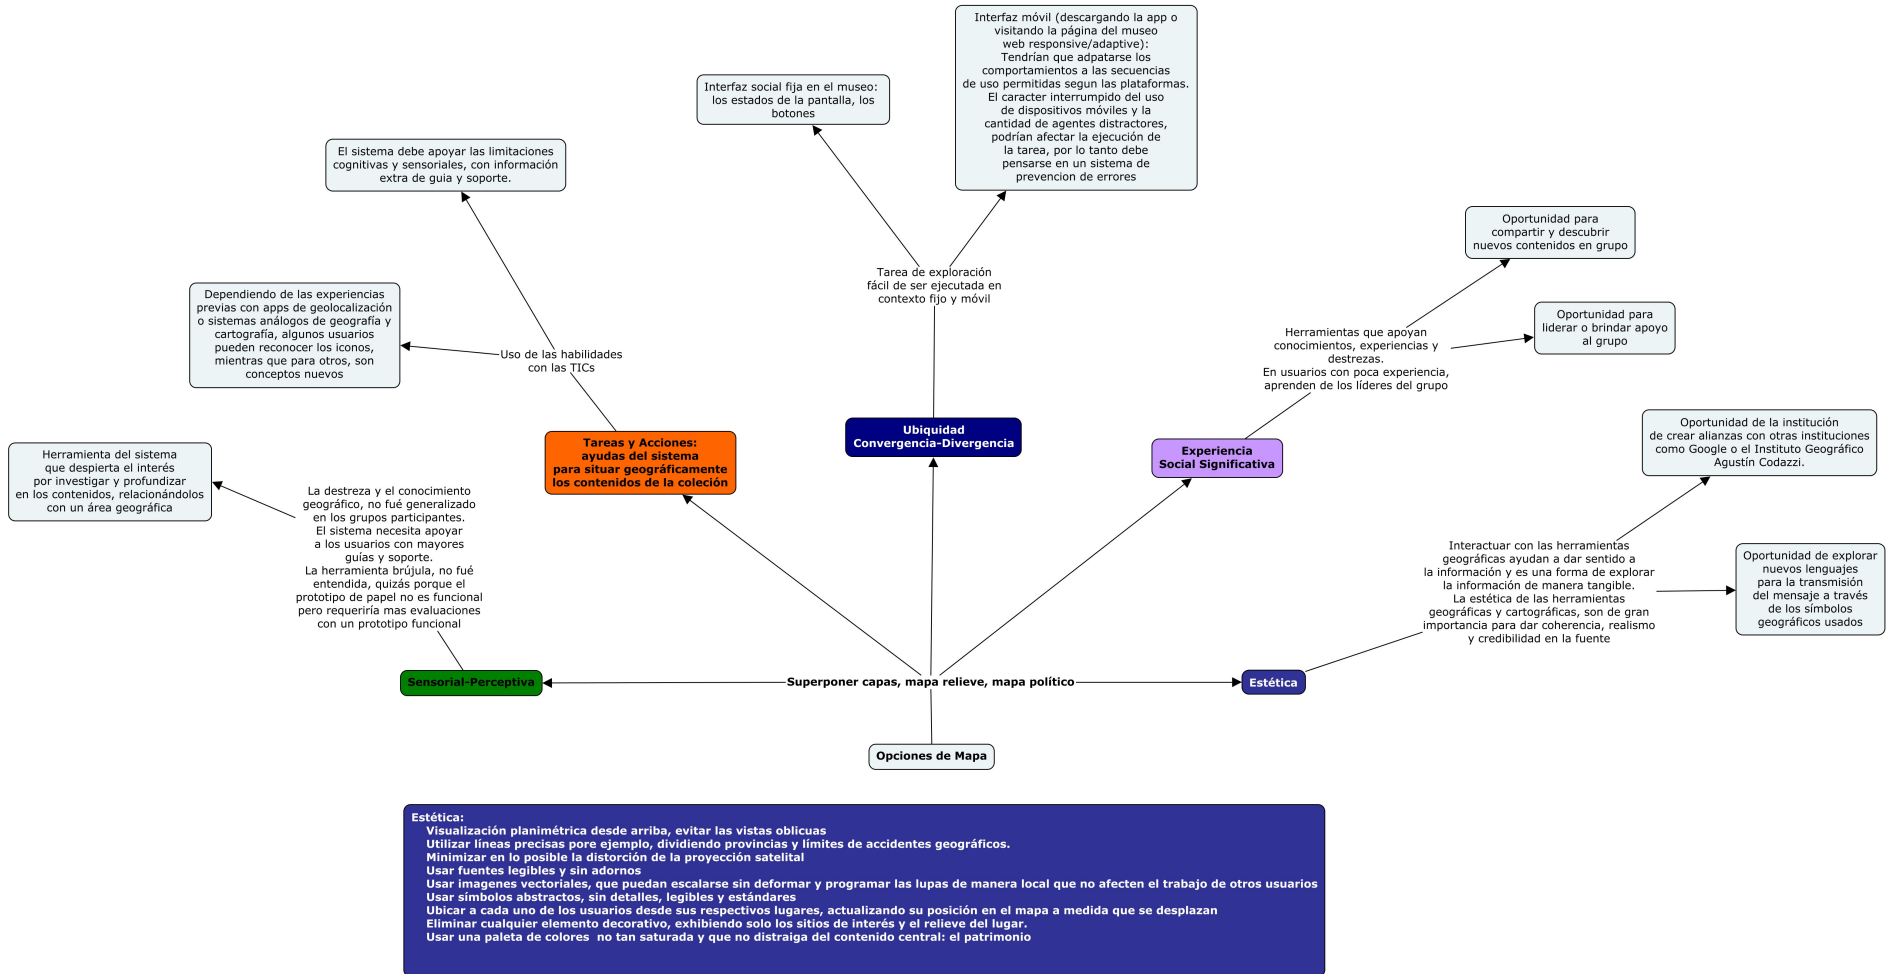 Interfaz móvil (descargando la app o
visitando la página del museo
web responsive/adaptive):
Tendrían que adpatarse los
comportamientos a las secuencias
de uso permitidas segun las plataformas.
El caracter interrumpido del uso
de dispositivos móviles y la
cantidad de agentes distractores,
podrían afectar la ejecución de
la tarea, por lo tanto debe
pensarse en un sistema de
prevencion de errores
Interfaz social fija en el museo:
los estados de la pantalla, los
botones
El sistema debe apoyar las limitaciones
cognitivas y sensoriales, con información
extra de guia y soporte.
Oportunidad para
compartir y descubrir
nuevos contenidos en grupo
Tarea de exploración
fácil de ser ejecutada en
contexto fijo y móvil
Dependiendo de las experiencias
previas con apps de geolocalización
o sistemas análogos de geografía y
cartografía, algunos usuarios
pueden reconocer los iconos,
mientras que para otros, son
conceptos nuevos
Oportunidad para
liderar o brindar apoyo
al grupo
Herramientas que apoyan
conocimientos, experiencias y
destrezas.
En usuarios con poca experiencia,
aprenden de los líderes del grupo
Uso de las habilidades
con las TICs
Oportunidad de la institución
de crear alianzas con otras instituciones
como Google o el Instituto Geográfico
Agustín Codazzi.
Ubiquidad
Convergencia-Divergencia
Tareas y Acciones:
ayudas del sistema
para situar geográficamente
los contenidos de la coleción
Experiencia
Social Significativa
Herramienta del sistema
que despierta el interés
por investigar y profundizar
en los contenidos, relacionándolos
con un área geográfica
La destreza y el conocimiento
geográfico, no fué generalizado
en los grupos participantes.
El sistema necesita apoyar
a los usuarios con mayores
guías y soporte.
La herramienta brújula, no fué
entendida, quizás porque el
prototipo de papel no es funcional
pero requeriría mas evaluaciones
con un prototipo funcional
Interactuar con las herramientas
geográficas ayudan a dar sentido a
la información y es una forma de explorar
la información de manera tangible.
La estética de las herramientas
geográficas y cartográficas, son de gran
importancia para dar coherencia, realismo
y credibilidad en la fuente
Oportunidad de explorar
nuevos lenguajes
para la transmisión
del mensaje a través
de los símbolos
geográficos usados
Sensorial-Perceptiva
Superponer capas, mapa relieve, mapa político
Estética
Opciones de Mapa
Estética:
Visualización planimétrica desde arriba, evitar las vistas oblicuas
Utilizar líneas precisas pore ejemplo, dividiendo provincias y límites de accidentes geográficos.
Minimizar en lo posible la distorción de la proyección satelital
Usar fuentes legibles y sin adornos
Usar imagenes vectoriales, que puedan escalarse sin deformar y programar las lupas de manera local que no afecten el trabajo de otros usuarios
Usar símbolos abstractos, sin detalles, legibles y estándares
Ubicar a cada uno de los usuarios desde sus respectivos lugares, actualizando su posición en el mapa a medida que se desplazan
Eliminar cualquier elemento decorativo, exhibiendo solo los sitios de interés y el relieve del lugar.
Usar una paleta de colores  no tan saturada y que no distraiga del contenido central: el patrimonio